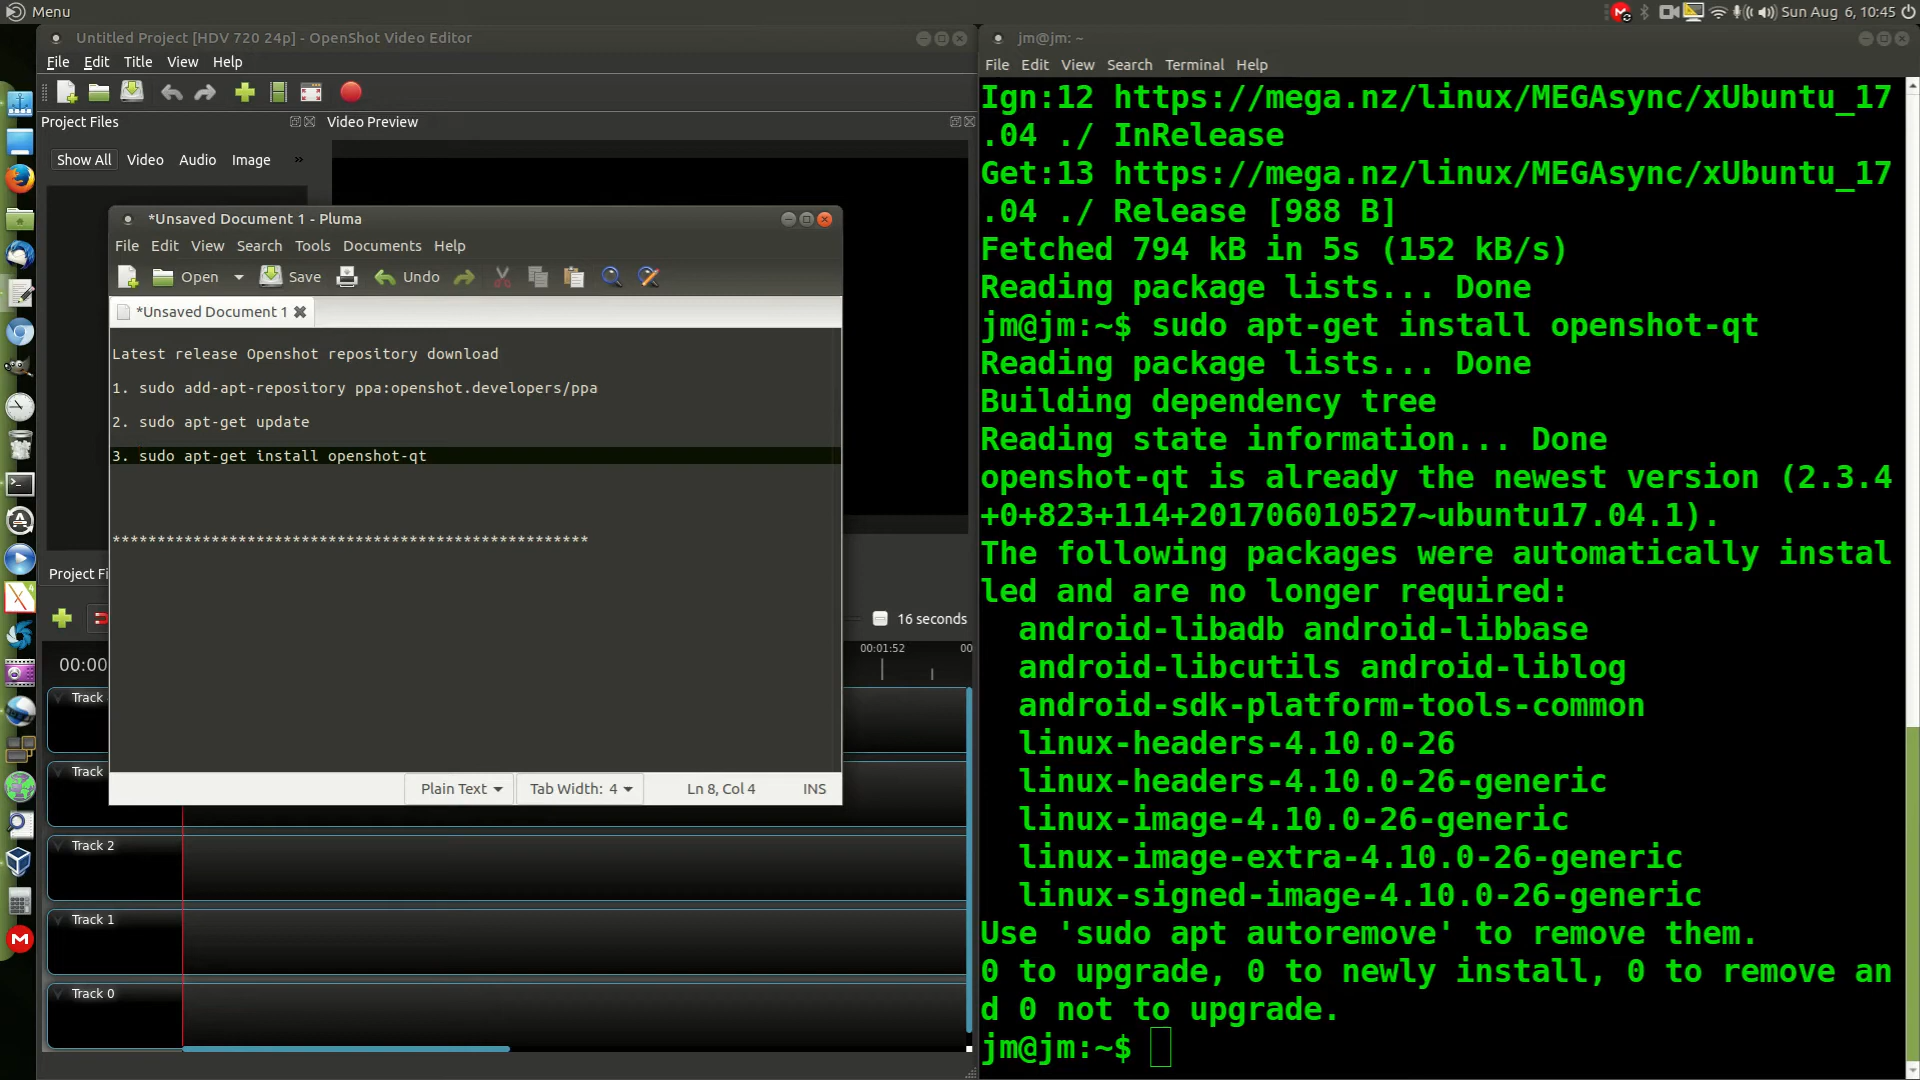 Menu
Sun Aug 6, 10:45
Untitled Project [HDV 720 24p] - OpenShot Video Editor
File Edit Title View Help
Project Files
Video Preview
Show All Video Audio Image »
*Unsaved Document 1 - Pluma
File Edit View Search Tools Documents Help
Open Save Undo
*Unsaved Document 1
Latest release Openshot repository download
1. sudo add-apt-repository ppa:openshot.developers/ppa
2. sudo apt-get update
3. sudo apt-get install openshot-qt
*****************************************************
Plain Text Tab Width: 4 Ln 8, Col 4 INS
Project Fi
16 seconds
00:00
00:01:52
00
Track
Track
Track 2
Track 1
Track 0
jm@jm: ~
File Edit View Search Terminal Help
Ign:12 https://mega.nz/linux/MEGAsync/xUbuntu_17
.04 ./ InRelease
Get:13 https://mega.nz/linux/MEGAsync/xUbuntu_17
.04 ./ Release [988 B]
Fetched 794 kB in 5s (152 kB/s)
Reading package lists... Done
jm@jm:~$ sudo apt-get install openshot-qt
Reading package lists... Done
Building dependency tree
Reading state information... Done
openshot-qt is already the newest version (2.3.4
+0+823+114+201706010527~ubuntu17.04.1).
The following packages were automatically instal
led and are no longer required:
android-libadb android-libbase
android-libcutils android-liblog
android-sdk-platform-tools-common
linux-headers-4.10.0-26
linux-headers-4.10.0-26-generic
linux-image-4.10.0-26-generic
linux-image-extra-4.10.0-26-generic
linux-signed-image-4.10.0-26-generic
Use 'sudo apt autoremove' to remove them.
0 to upgrade, 0 to newly install, 0 to remove an
d 0 not to upgrade.
jm@jm:~$